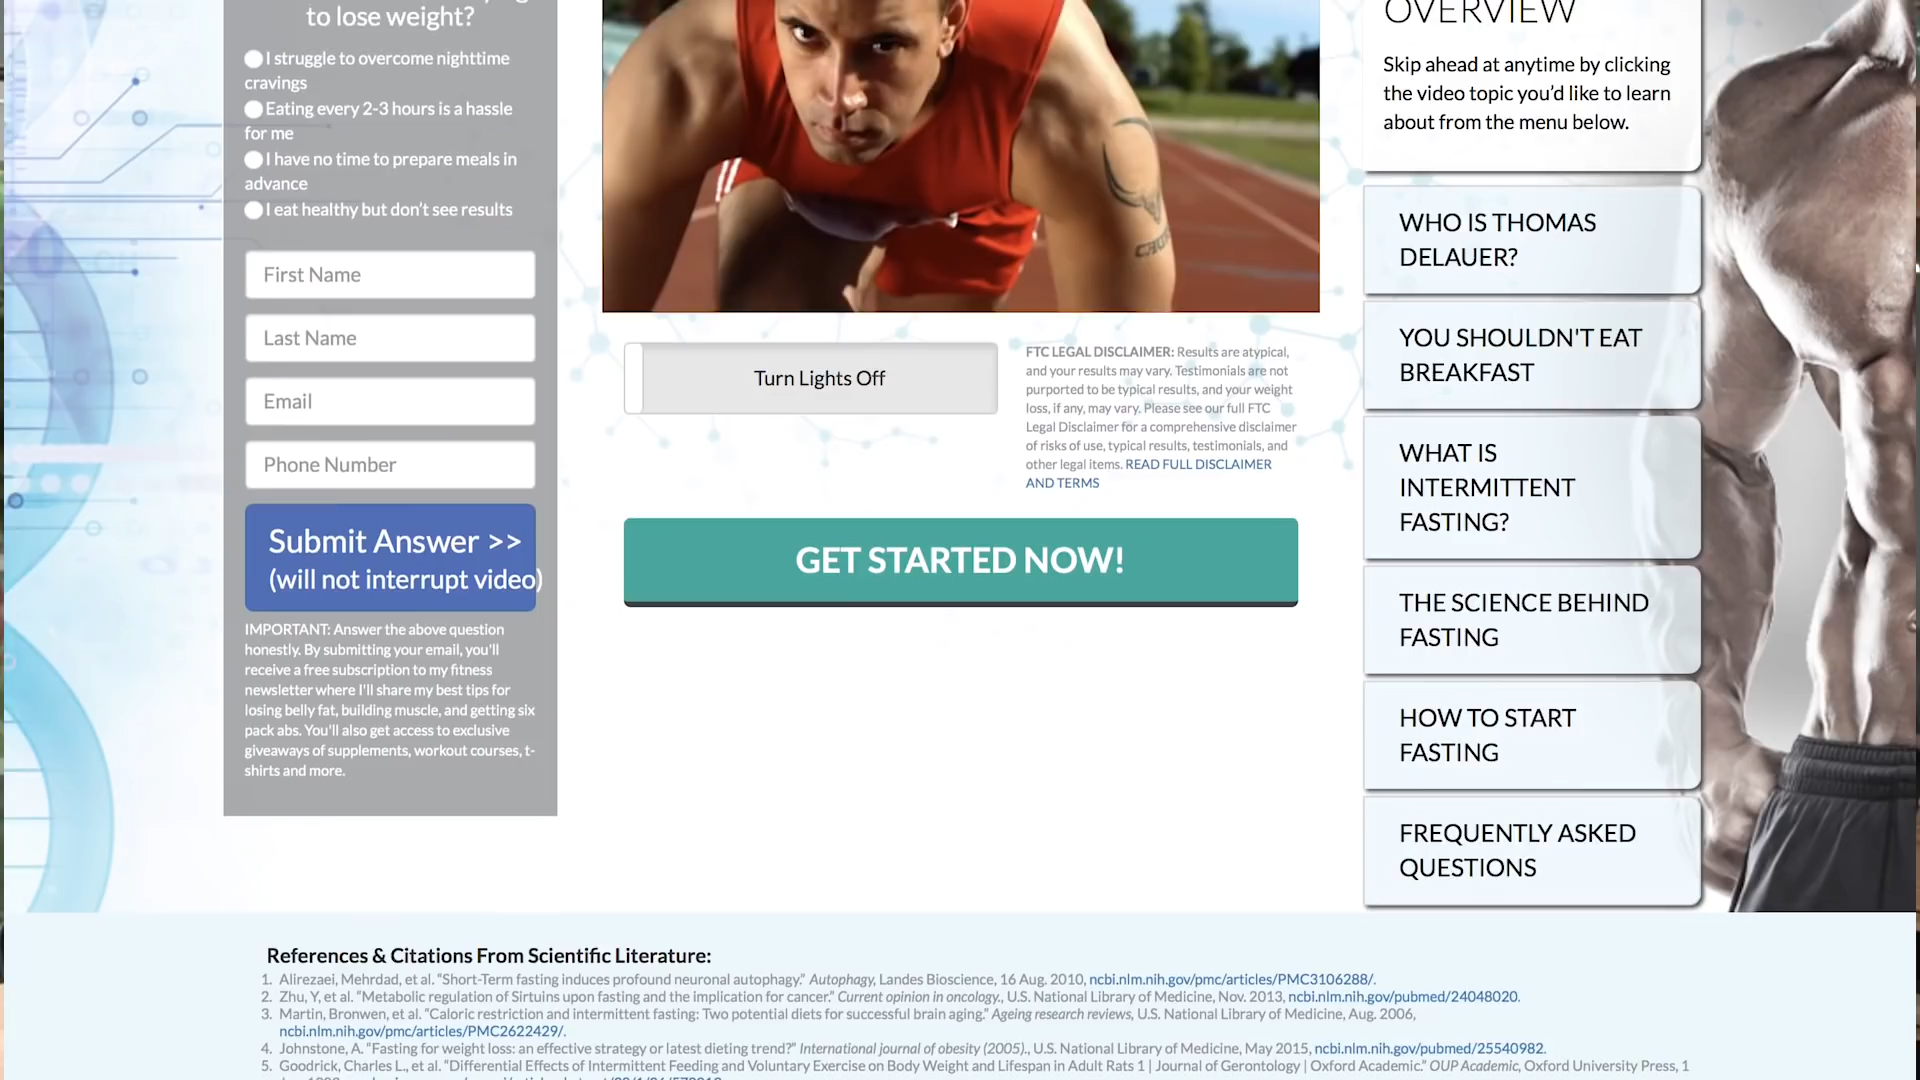 to lose weight?
I struggle to overcome nighttime
cravings
Eating every 2-3 hours is a hassle
for me
I have no time to prepare meals in
advance
I eat healthy but don't see results
First Name
Last Name
Email
Phone Number
Submit Answer >>
(will not interrupt video)
IMPORTANT: Answer the above question
honestly. By submitting your email, you'll
receive a free subscription to my fitness
newsletter where I'll share my best tips for
losing belly fat, building muscle, and getting six
pack abs. You'll also get access to exclusive
giveaways of supplements, workout courses, t-
shirts and more.
Turn Lights Off
FTC LEGAL DISCLAIMER: Results are atypical,
and your results may vary. Testimonials are not
purported to be typical results, and your weight
loss, if any, may vary. Please see our full FTC
Legal Disclaimer for a comprehensive disclaimer
of risks of use, typical results, testimonials, and
other legal items. READ FULL DISCLAIMER
AND TERMS
GET STARTED NOW!
OVERVIEW
Skip ahead at anytime by clicking
the video topic you'd like to learn
about from the menu below.
WHO IS THOMAS
DELAUER?
YOU SHOULDN'T EAT
BREAKFAST
WHAT IS
INTERMITTENT
FASTING?
THE SCIENCE BEHIND
FASTING
HOW TO START
FASTING
FREQUENTLY ASKED
QUESTIONS
References & Citations From Scientific Literature:
1. Alirezaei, Mehrdad, et al. "Short-Term fasting induces profound neuronal autophagy." Autophagy, Landes Bioscience, 16 Aug. 2010, ncbi.nlm.nih.gov/pmc/articles/PMC3106288/.
2. Zhu, Y, et al. "Metabolic regulation of Sirtuins upon fasting and the implication for cancer." Current opinion in oncology., U.S. National Library of Medicine, Nov. 2013, ncbi.nlm.nih.gov/pubmed/24048020.
3. Martin, Bronwen, et al. "Caloric restriction and intermittent fasting: Two potential diets for successful brain aging." Ageing research reviews, U.S. National Library of Medicine, Aug. 2006,
ncbi.nlm.nih.gov/pmc/articles/PMC2622429/.
4. Johnstone, A. "Fasting for weight loss: an effective strategy or latest dieting trend?" International journal of obesity (2005)., U.S. National Library of Medicine, May 2015, ncbi.nlm.nih.gov/pubmed/25540982.
5. Goodrick, Charles L., et al. "Differential Effects of Intermittent Feeding and Voluntary Exercise on Body Weight and Lifespan in Adult Rats 1 | Journal of Gerontology | Oxford Academic." OUP Academic, Oxford University Press, 1